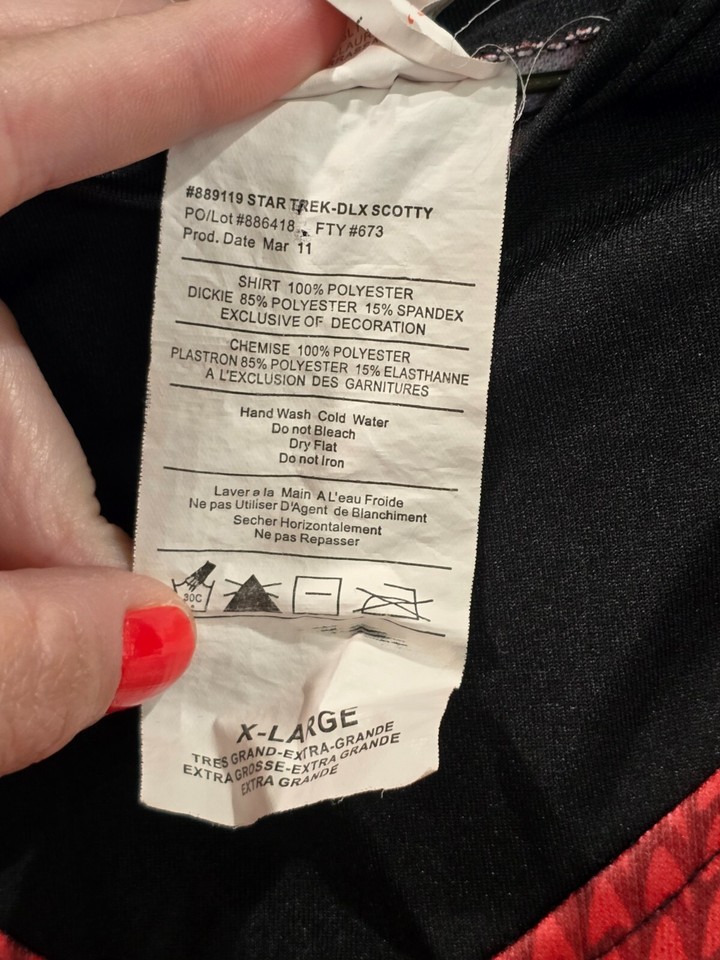 #889119 STAR TREK-DLX SCOTTY
PO/Lot #886418 FTY #673
Prod. Date Mar 11
SHIRT 100% POLYESTER
DICKIE 85% POLYESTER 15% SPANDEX
EXCLUSIVE OF DECORATION
CHEMISE 100% POLYESTER
PLASTRON 85% POLYESTER 15% ELASTHANNE
A L'EXCLUSION DES GARNITURES
Hand Wash Cold Water
Do not Bleach
Dry Flat
Do not Iron
Laver a la Main A L'eau Froide
Ne pas Utiliser D'Agent de Blanchiment
Secher Horizontalement
Ne pas Repasser
30C
X-LARGE
TRES GRAND-EXTRA-GRANDE
EXTRA GROSSE-EXTRA GRANDE
EXTRA GRANDE